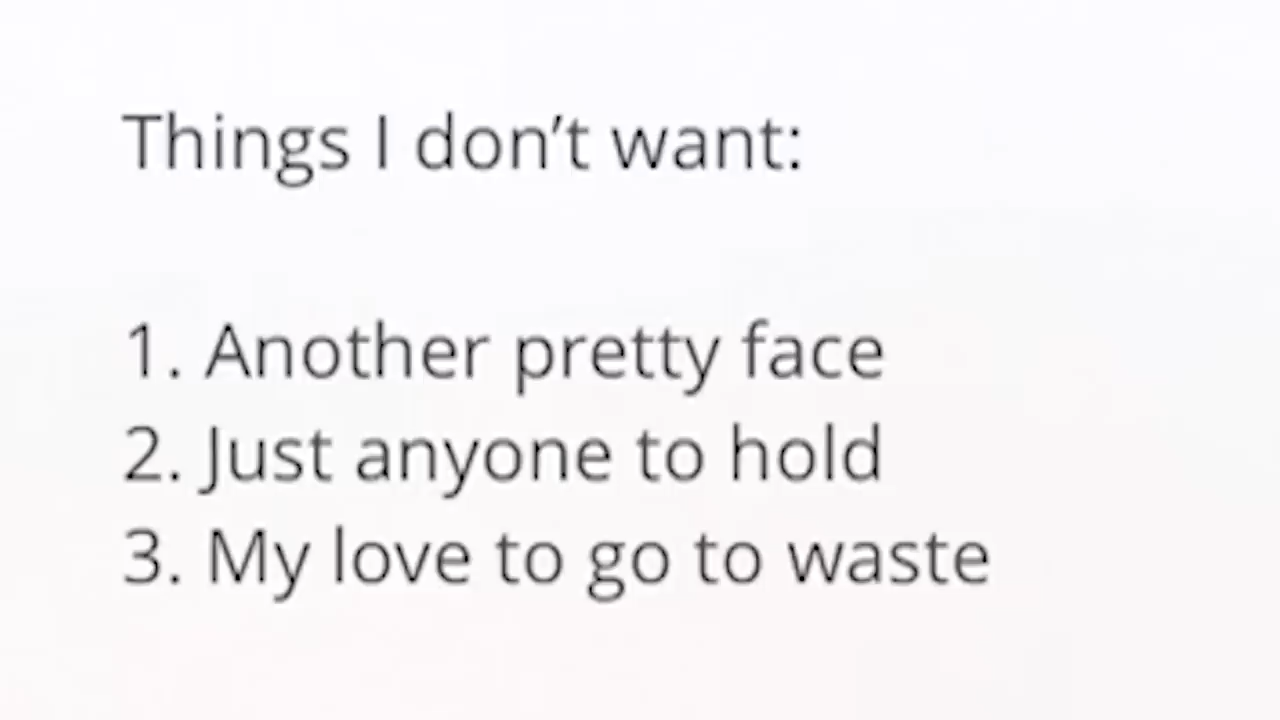 Things I don’t want:
1. Another pretty face
2. Just anyone to hold
3. My love to go to waste